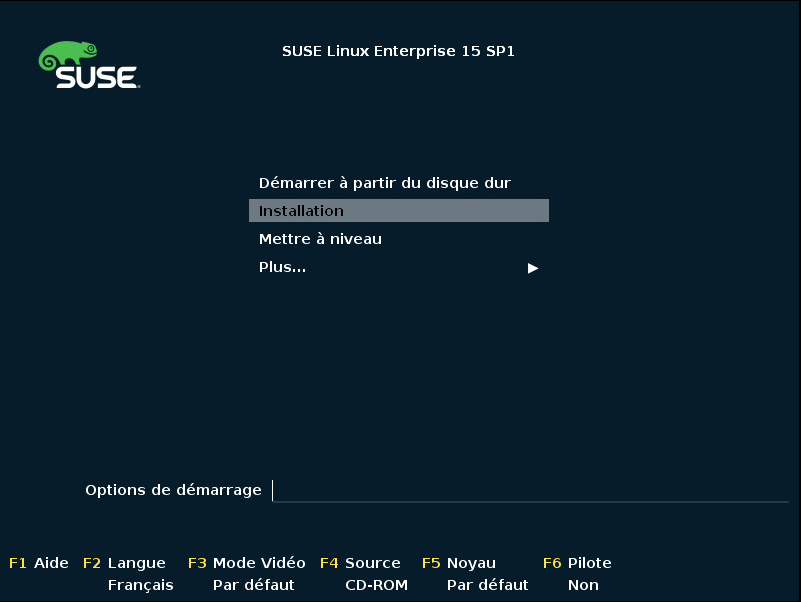 SUSE Linux Enterprise 15 SP1
SUSE
Démarrer à partir du disque dur
Installation
Mettre à niveau
Plus...
Options de démarrage
F1 Aide F2 Langue F3 Mode Vidéo F4 Source F5 Noyau F6 Pilote
Français Par défaut CD-ROM Par défaut Non